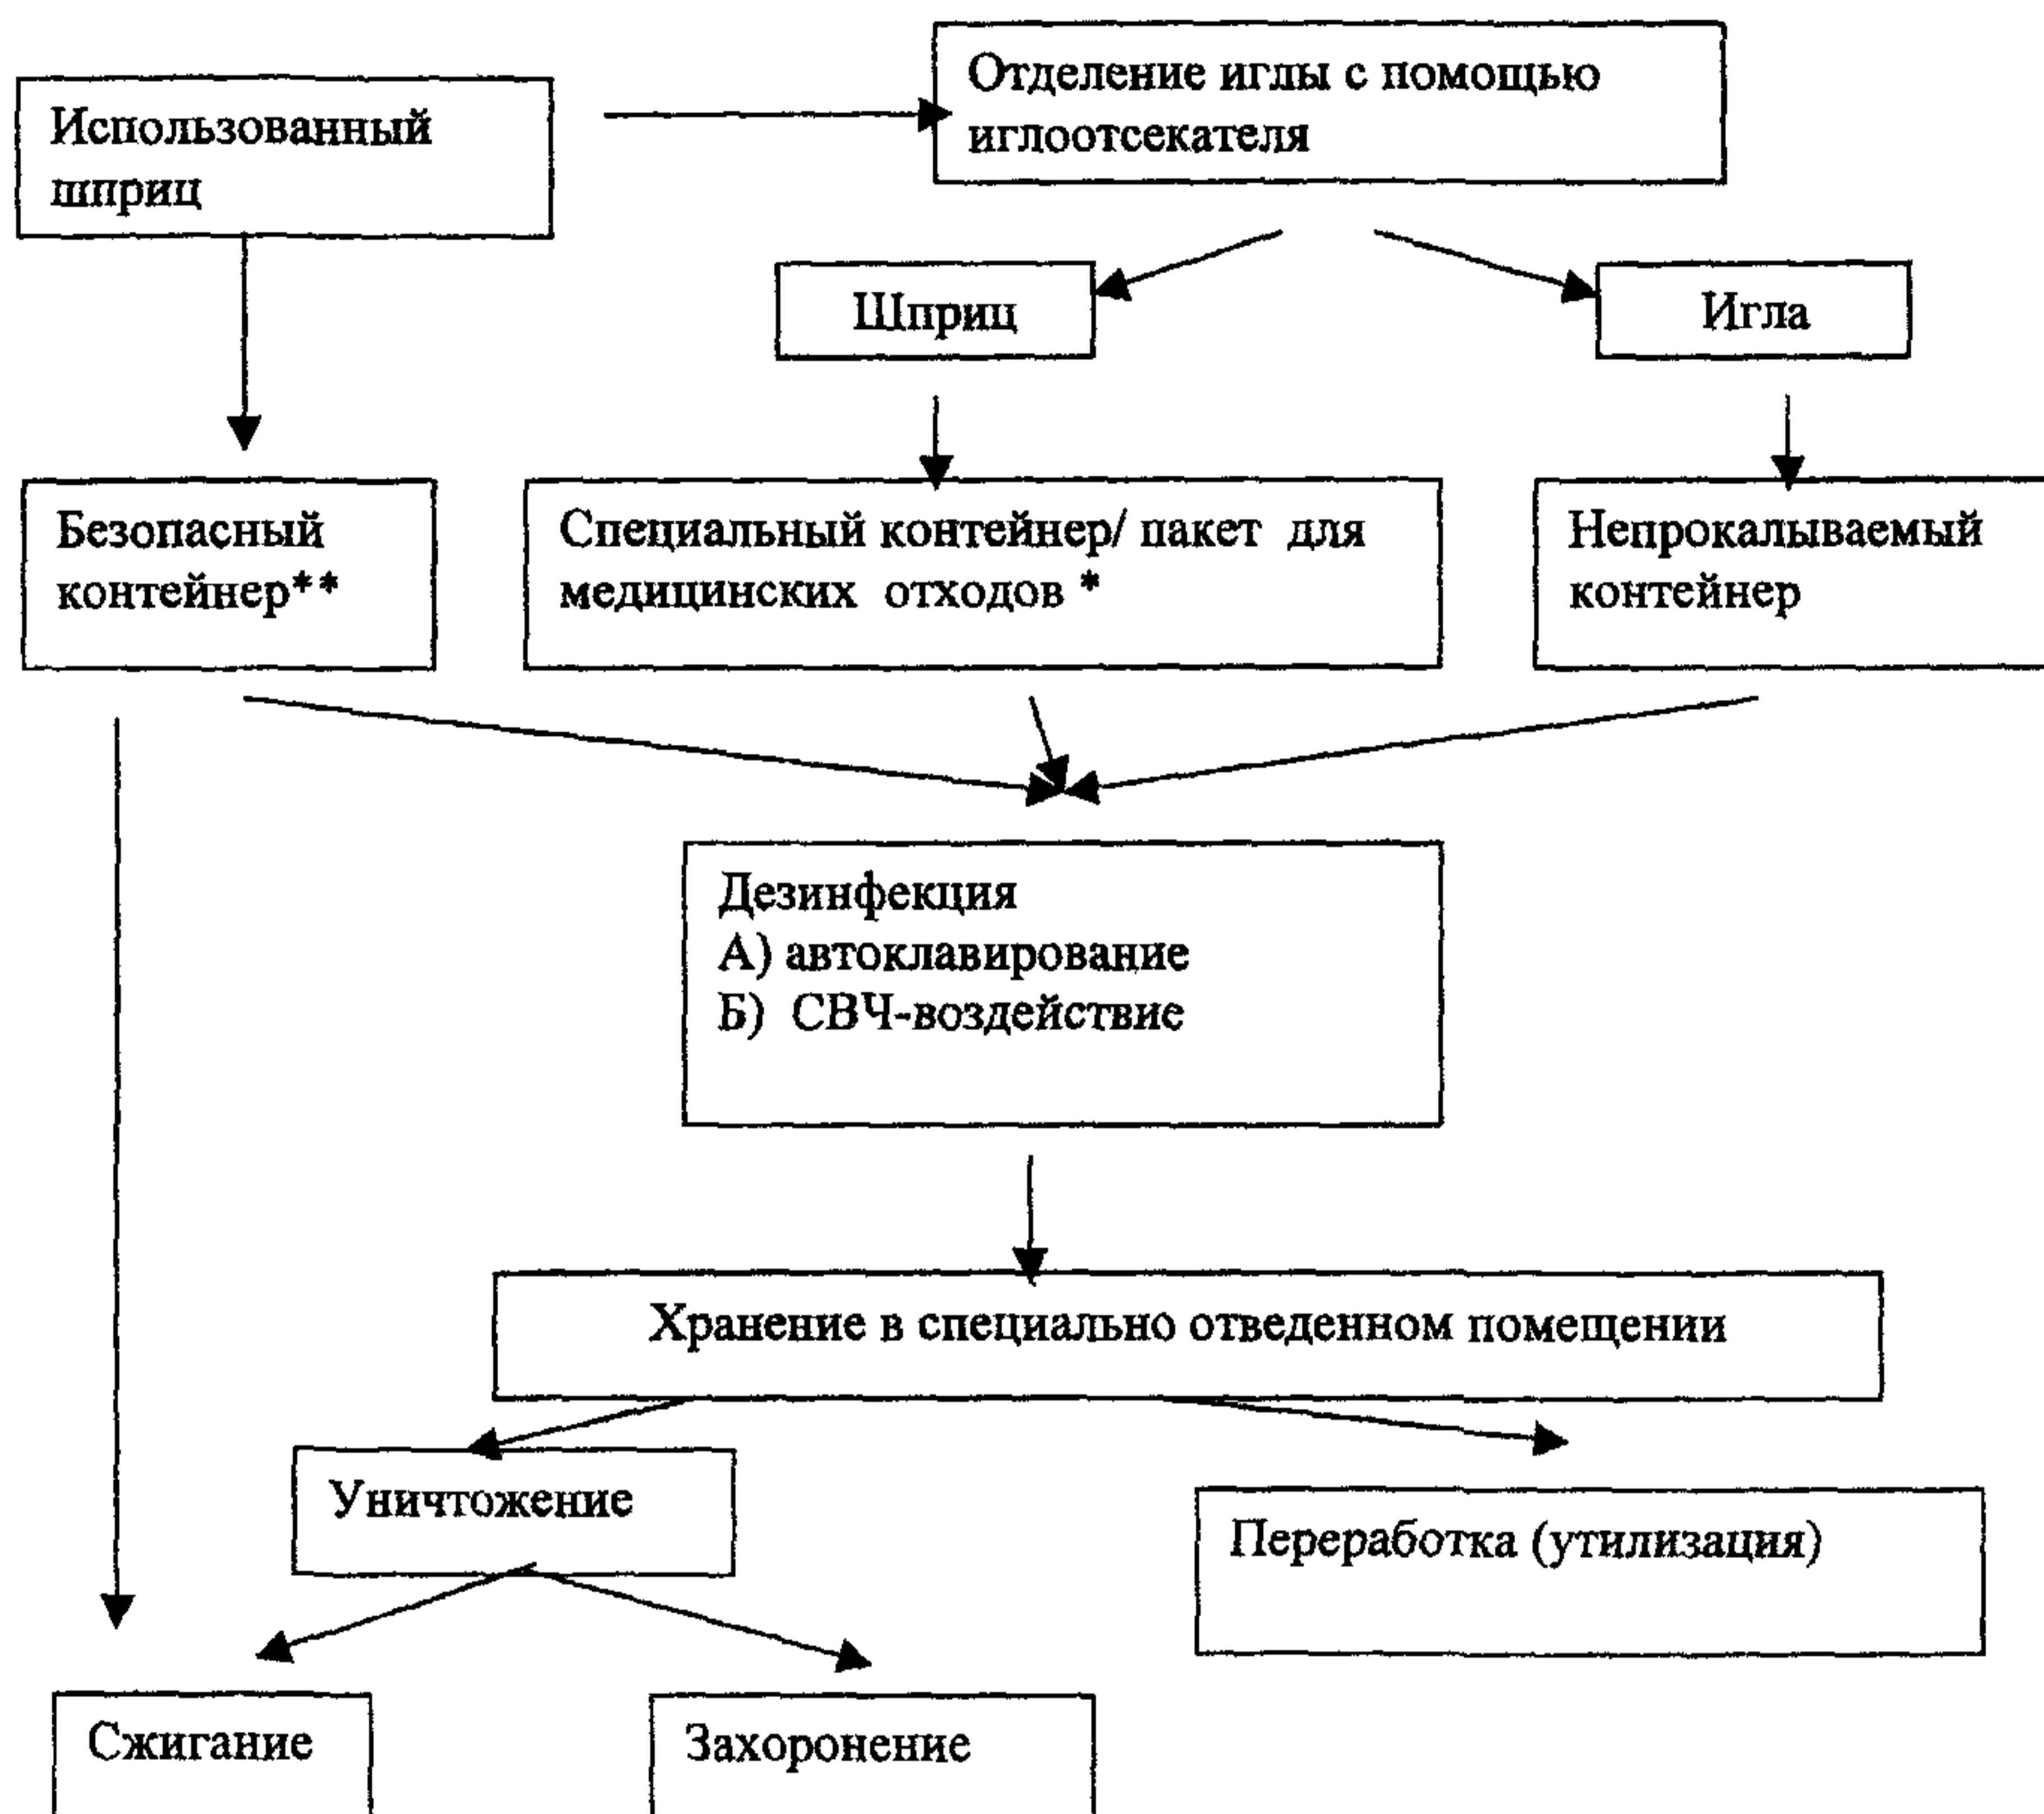 Использованный
шприц
Отделение иглы с помощью
иглоотсекателя
Шприц
Игла
Безопасный
контейнер**
Специальный контейнер/ пакет для
медицинских отходов *
Непрокалываемый
контейнер
Дезинфекция
А) автоклавирование
Б) СВЧ-воздействие
Хранение в специально отведенном помещении
Уничтожение
Переработка (утилизация)
Сжигание
Захоронение